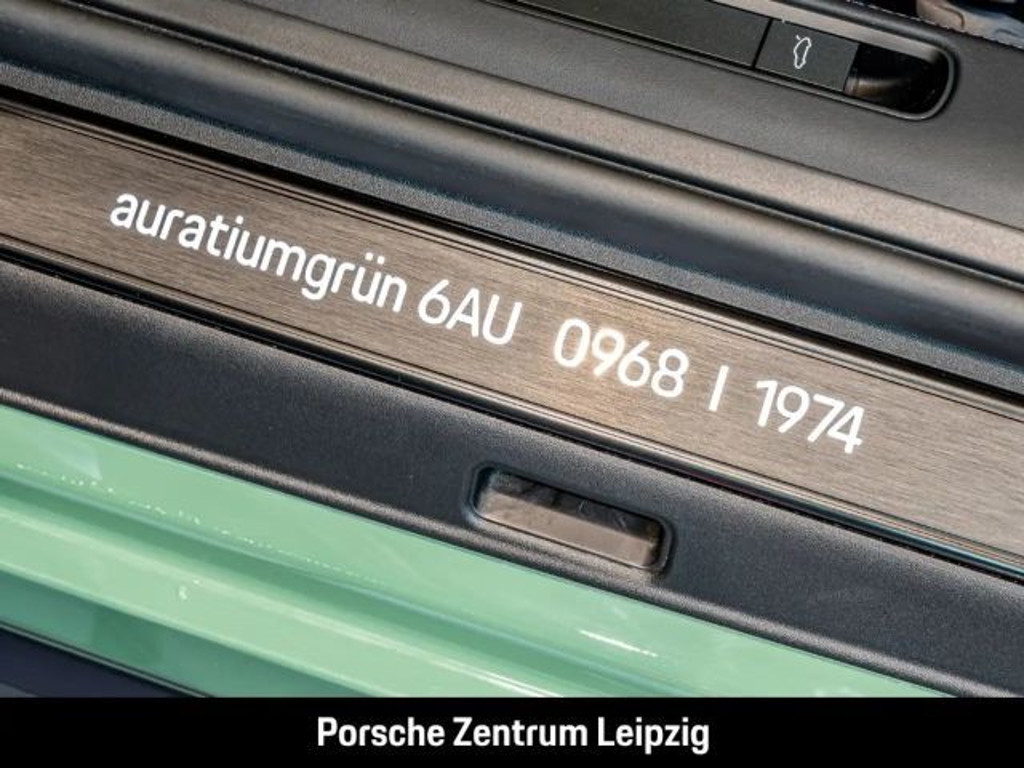 auratiumgrün 6AU 0968 | 1974
Porsche Zentrum Leipzig